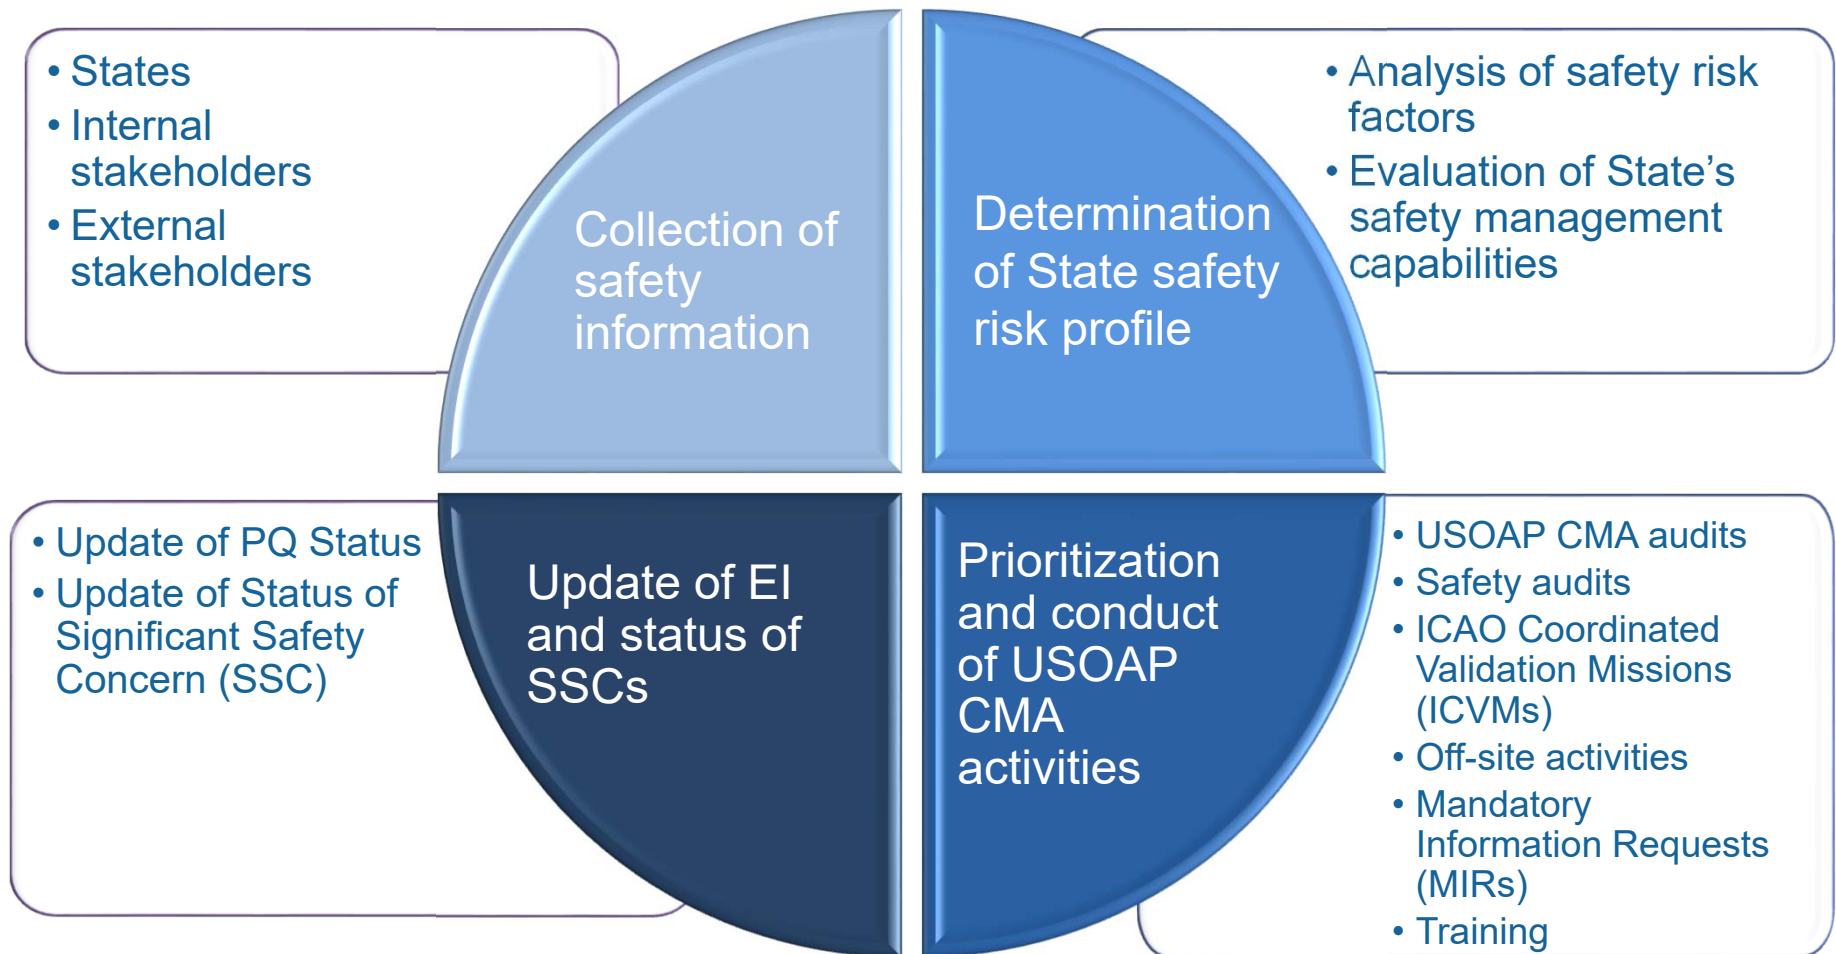 • States
• Internal
stakeholders
• External
stakeholders
Collection of
safety
information
Determination
of State safety
risk profile
• Analysis of safety risk
factors
• Evaluation of State’s
safety management
capabilities
• Update of PQ Status
• Update of Status of
Significant Safety
Concern (SSC)
Update of EI
and status of
SSCs
Prioritization
and conduct
of USOAP
CMA
activities
• USOAP CMA audits
• Safety audits
• ICAO Coordinated
Validation Missions
(ICVMs)
• Off-site activities
• Mandatory
Information Requests
(MIRs)
• Training